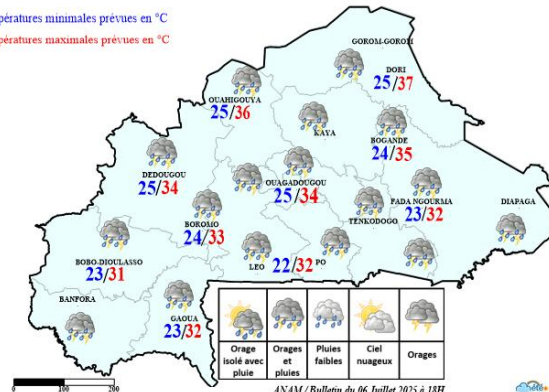 pératures minimales prévues en °C
pératures maximales prévues en °C
GOROM-GOROM
DORI
25/37
OUAHIGOUYA
25/36
KAYA
BOGANDE
24/35
DEDOUGOU
25/34
OUAGADOUGOU
25/34
FADA NGOURMA
23/32
DIAPAGA
TENKODOGO
BOROMO
24/33
BOBO-DIOULASSO
23/31
LEO
22/32
PO
BANFORA
GAOUA
23/32
Orage isolé avec pluie
Orages et pluies
Pluies faibles
Ciel nuageux
Orages
0 100 200
ANAM / Bulletin du 06 Juillet 2025 à 18H